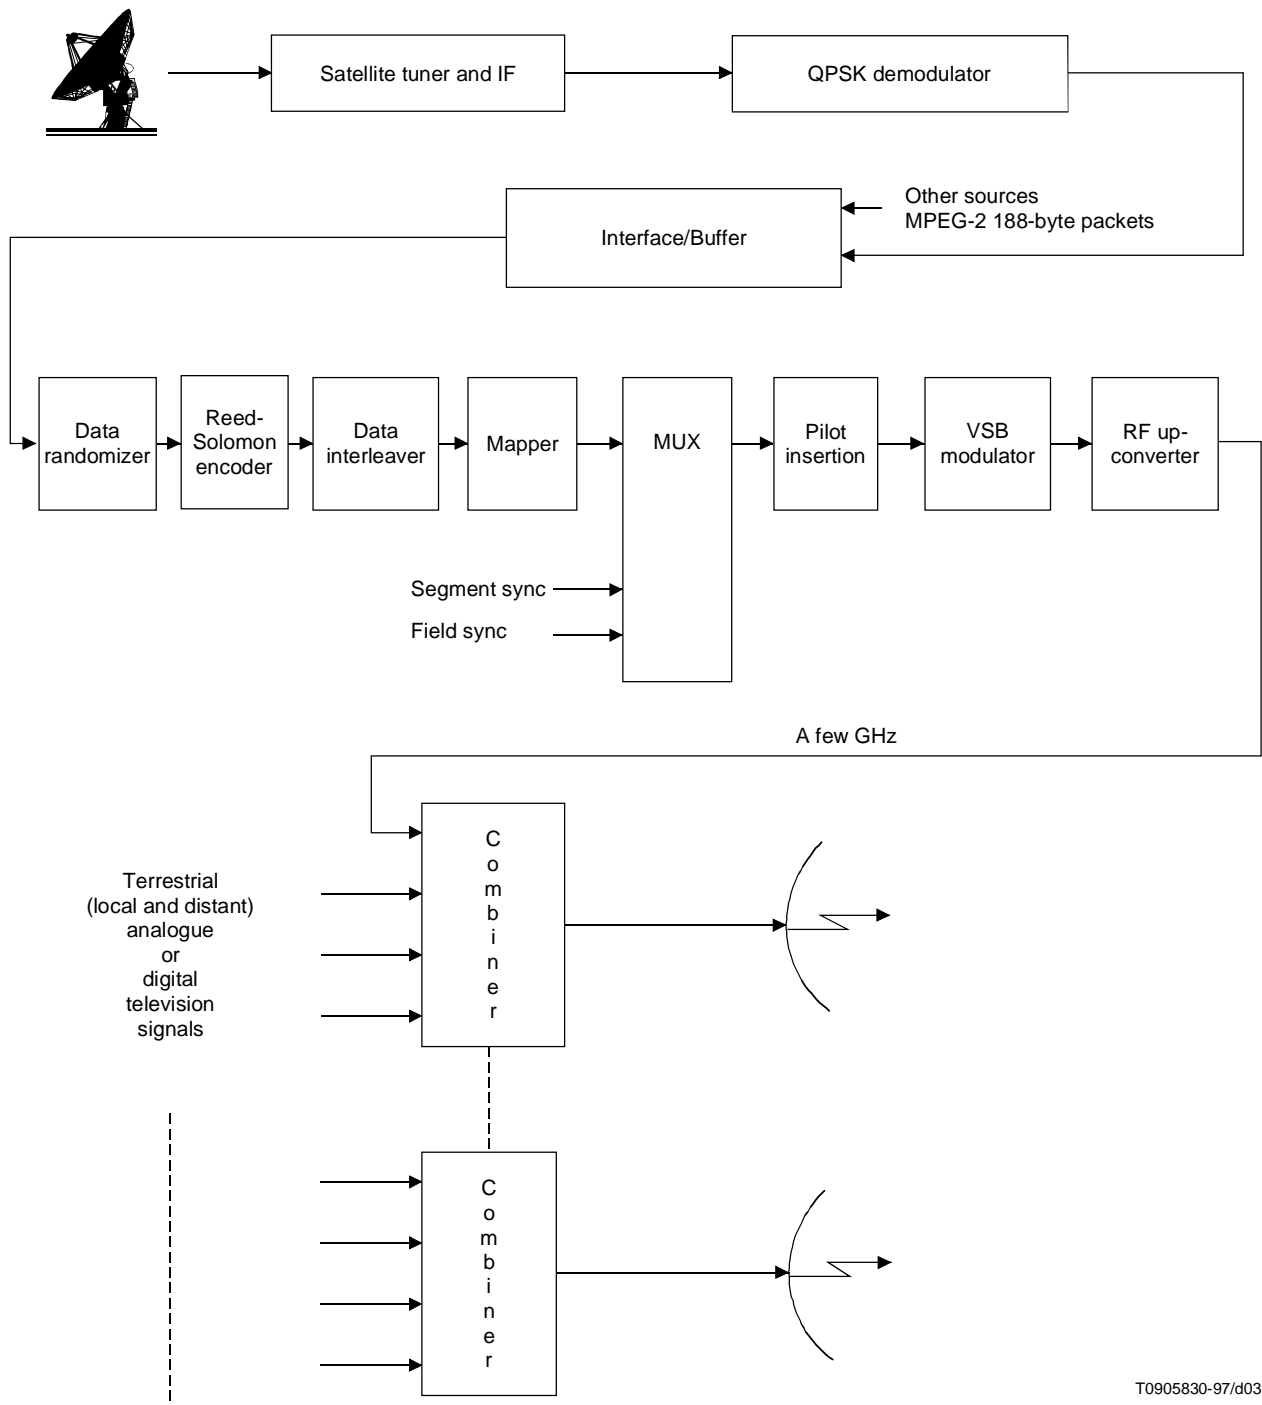 Satellite tuner and IF
QPSK demodulator
Other sources
MPEG-2 188-byte packets
Interface/Buffer
Data
randomizer
Reed-
Solomon
encoder
Data
interleaver
Mapper
MUX
Pilot
insertion
VSB
modulator
RF up-
converter
Segment sync
Field sync
A few GHz
Combiner
Terrestrial
(local and distant)
analogue
or
digital
television
signals
Combiner
T0905830-97/d03